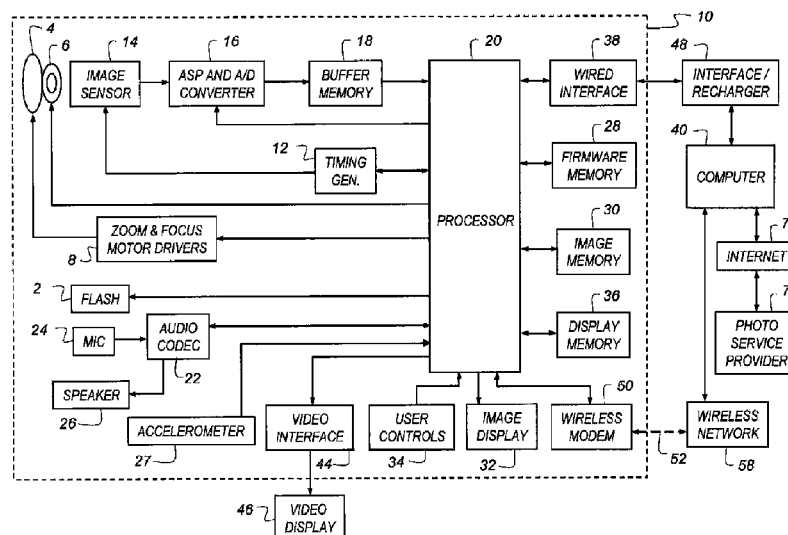 4
6
14
16
18
20
38
10
48
IMAGE
SENSOR
ASP AND A/D
CONVERTER
BUFFER
MEMORY
WIRED
INTERFACE
INTERFACE /
RECHARGER
12
TIMING
GEN.
28
FIRMWARE
MEMORY
40
COMPUTER
PROCESSOR
ZOOM & FOCUS
MOTOR DRIVERS
8
30
IMAGE
MEMORY
INTERNET
2
FLASH
24
MIC
AUDIO
CODEC
22
36
DISPLAY
MEMORY
PHOTO
SERVICE
PROVIDER
SPEAKER
26
ACCELEROMETER
27
VIDEO
INTERFACE
44
USER
CONTROLS
34
IMAGE
DISPLAY
32
50
WIRELESS
MODEM
52
WIRELESS
NETWORK
58
46
VIDEO
DISPLAY